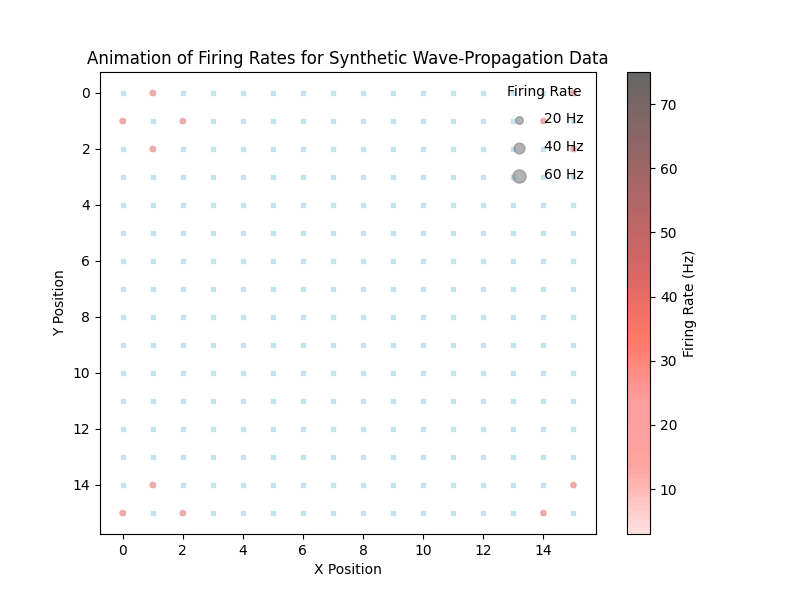 Animation of Firing Rates for Synthetic Wave-Propagation Data
Firing Rate
20 Hz
40 Hz
60 Hz
0
2
4
6
8
10
12
14
Y Position
0
2
4
6
8
10
12
14
X Position
70
60
50
40
30
20
10
Firing Rate (Hz)